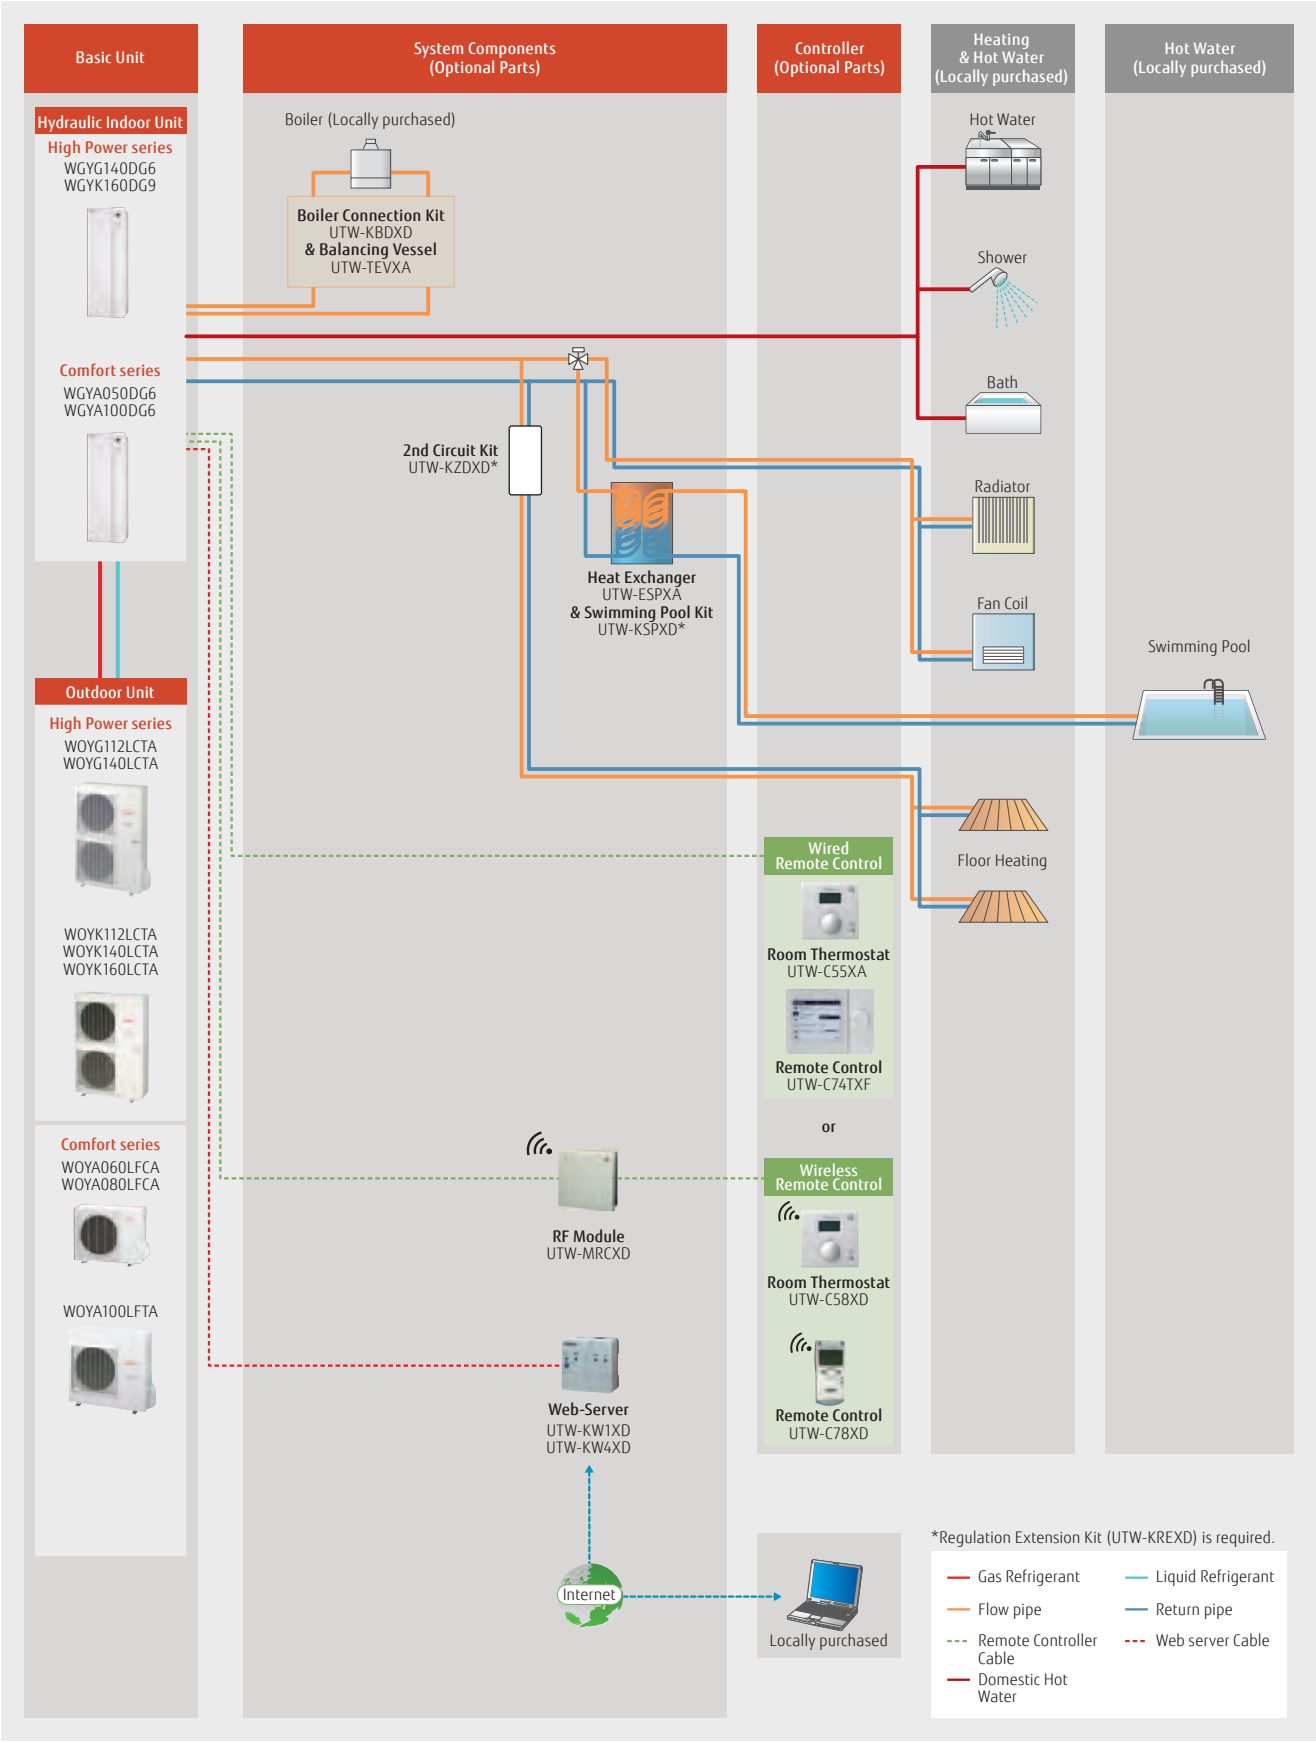 Basic Unit
System Components
(Optional Parts)
Controller
(Optional Parts)
Heating
& Hot Water
(Locally purchased)
Hot Water
(Locally purchased)
Hydraulic Indoor Unit
High Power series
WGYG140DG6
WGYK160DG9
Comfort series
WGYA050DG6
WGYA100DG6
Outdoor Unit
High Power series
WOYG112LCTA
WOYG140LCTA
WOYK112LCTA
WOYK140LCTA
WOYK160LCTA
Comfort series
WOYA060LFCA
WOYA080LFCA
WOYA100LFTA
Boiler (Locally purchased)
Boiler Connection Kit
UTW-KBDXD
& Balancing Vessel
UTW-TEVXA
2nd Circuit Kit
UTW-KZDXD*
Heat Exchanger
UTW-ESPXA
& Swimming Pool Kit
UTW-KSPXD*
RF Module
UTW-MRCXD
Web-Server
UTW-KW1XD
UTW-KW4XD
Internet
Wired
Remote Control
Room Thermostat
UTW-C55XA
Remote Control
UTW-C74TXF
or
Wireless
Remote Control
Room Thermostat
UTW-C58XD
Remote Control
UTW-C78XD
Locally purchased
Hot Water
Shower
Bath
Radiator
Fan Coil
Floor Heating
Swimming Pool
*Regulation Extension Kit (UTW-KREXD) is required.
Gas Refrigerant
Liquid Refrigerant
Flow pipe
Return pipe
Remote Controller
Cable
Web server Cable
Domestic Hot
Water